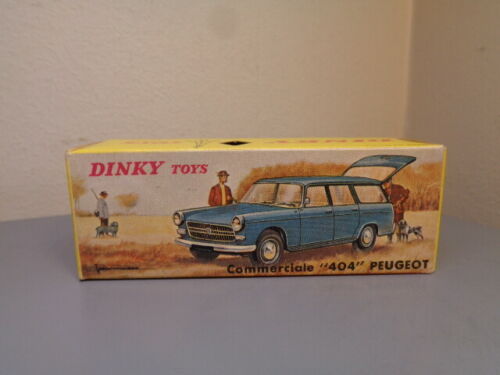 DINKY TOYS
Commerciale "404" PEUGEOT